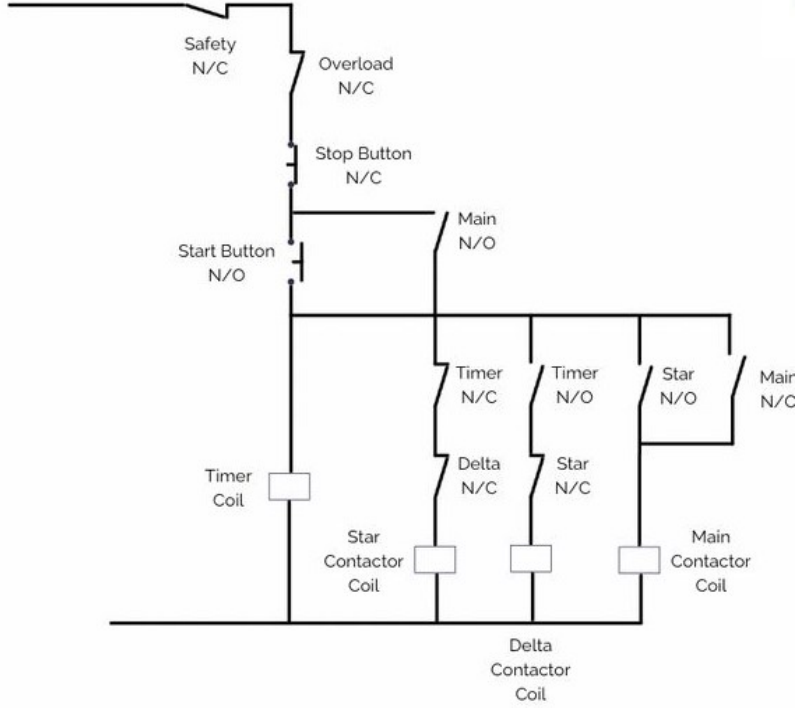 Safety
N/C
Overload
N/C
Stop Button
N/C
Main
N/O
Start Button
N/O
Timer
N/C
Timer
N/O
Star
N/O
Main
N/O
Delta
N/C
Star
N/C
Timer
Coil
Star
Contactor
Coil
Main
Contactor
Coil
Delta
Contactor
Coil